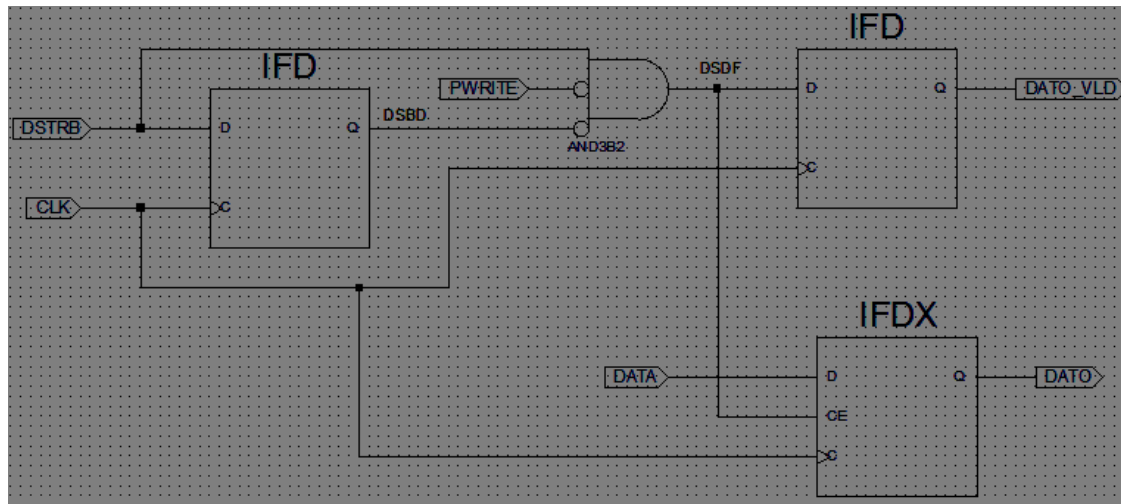 IFD
DSTRB
D
Q
DSBD
CLK
C
PWRITE
AND3B2
DSDF
IFD
D
Q
DATO_VLD
C
IFDX
DATA
D
Q
DATO
CE
C